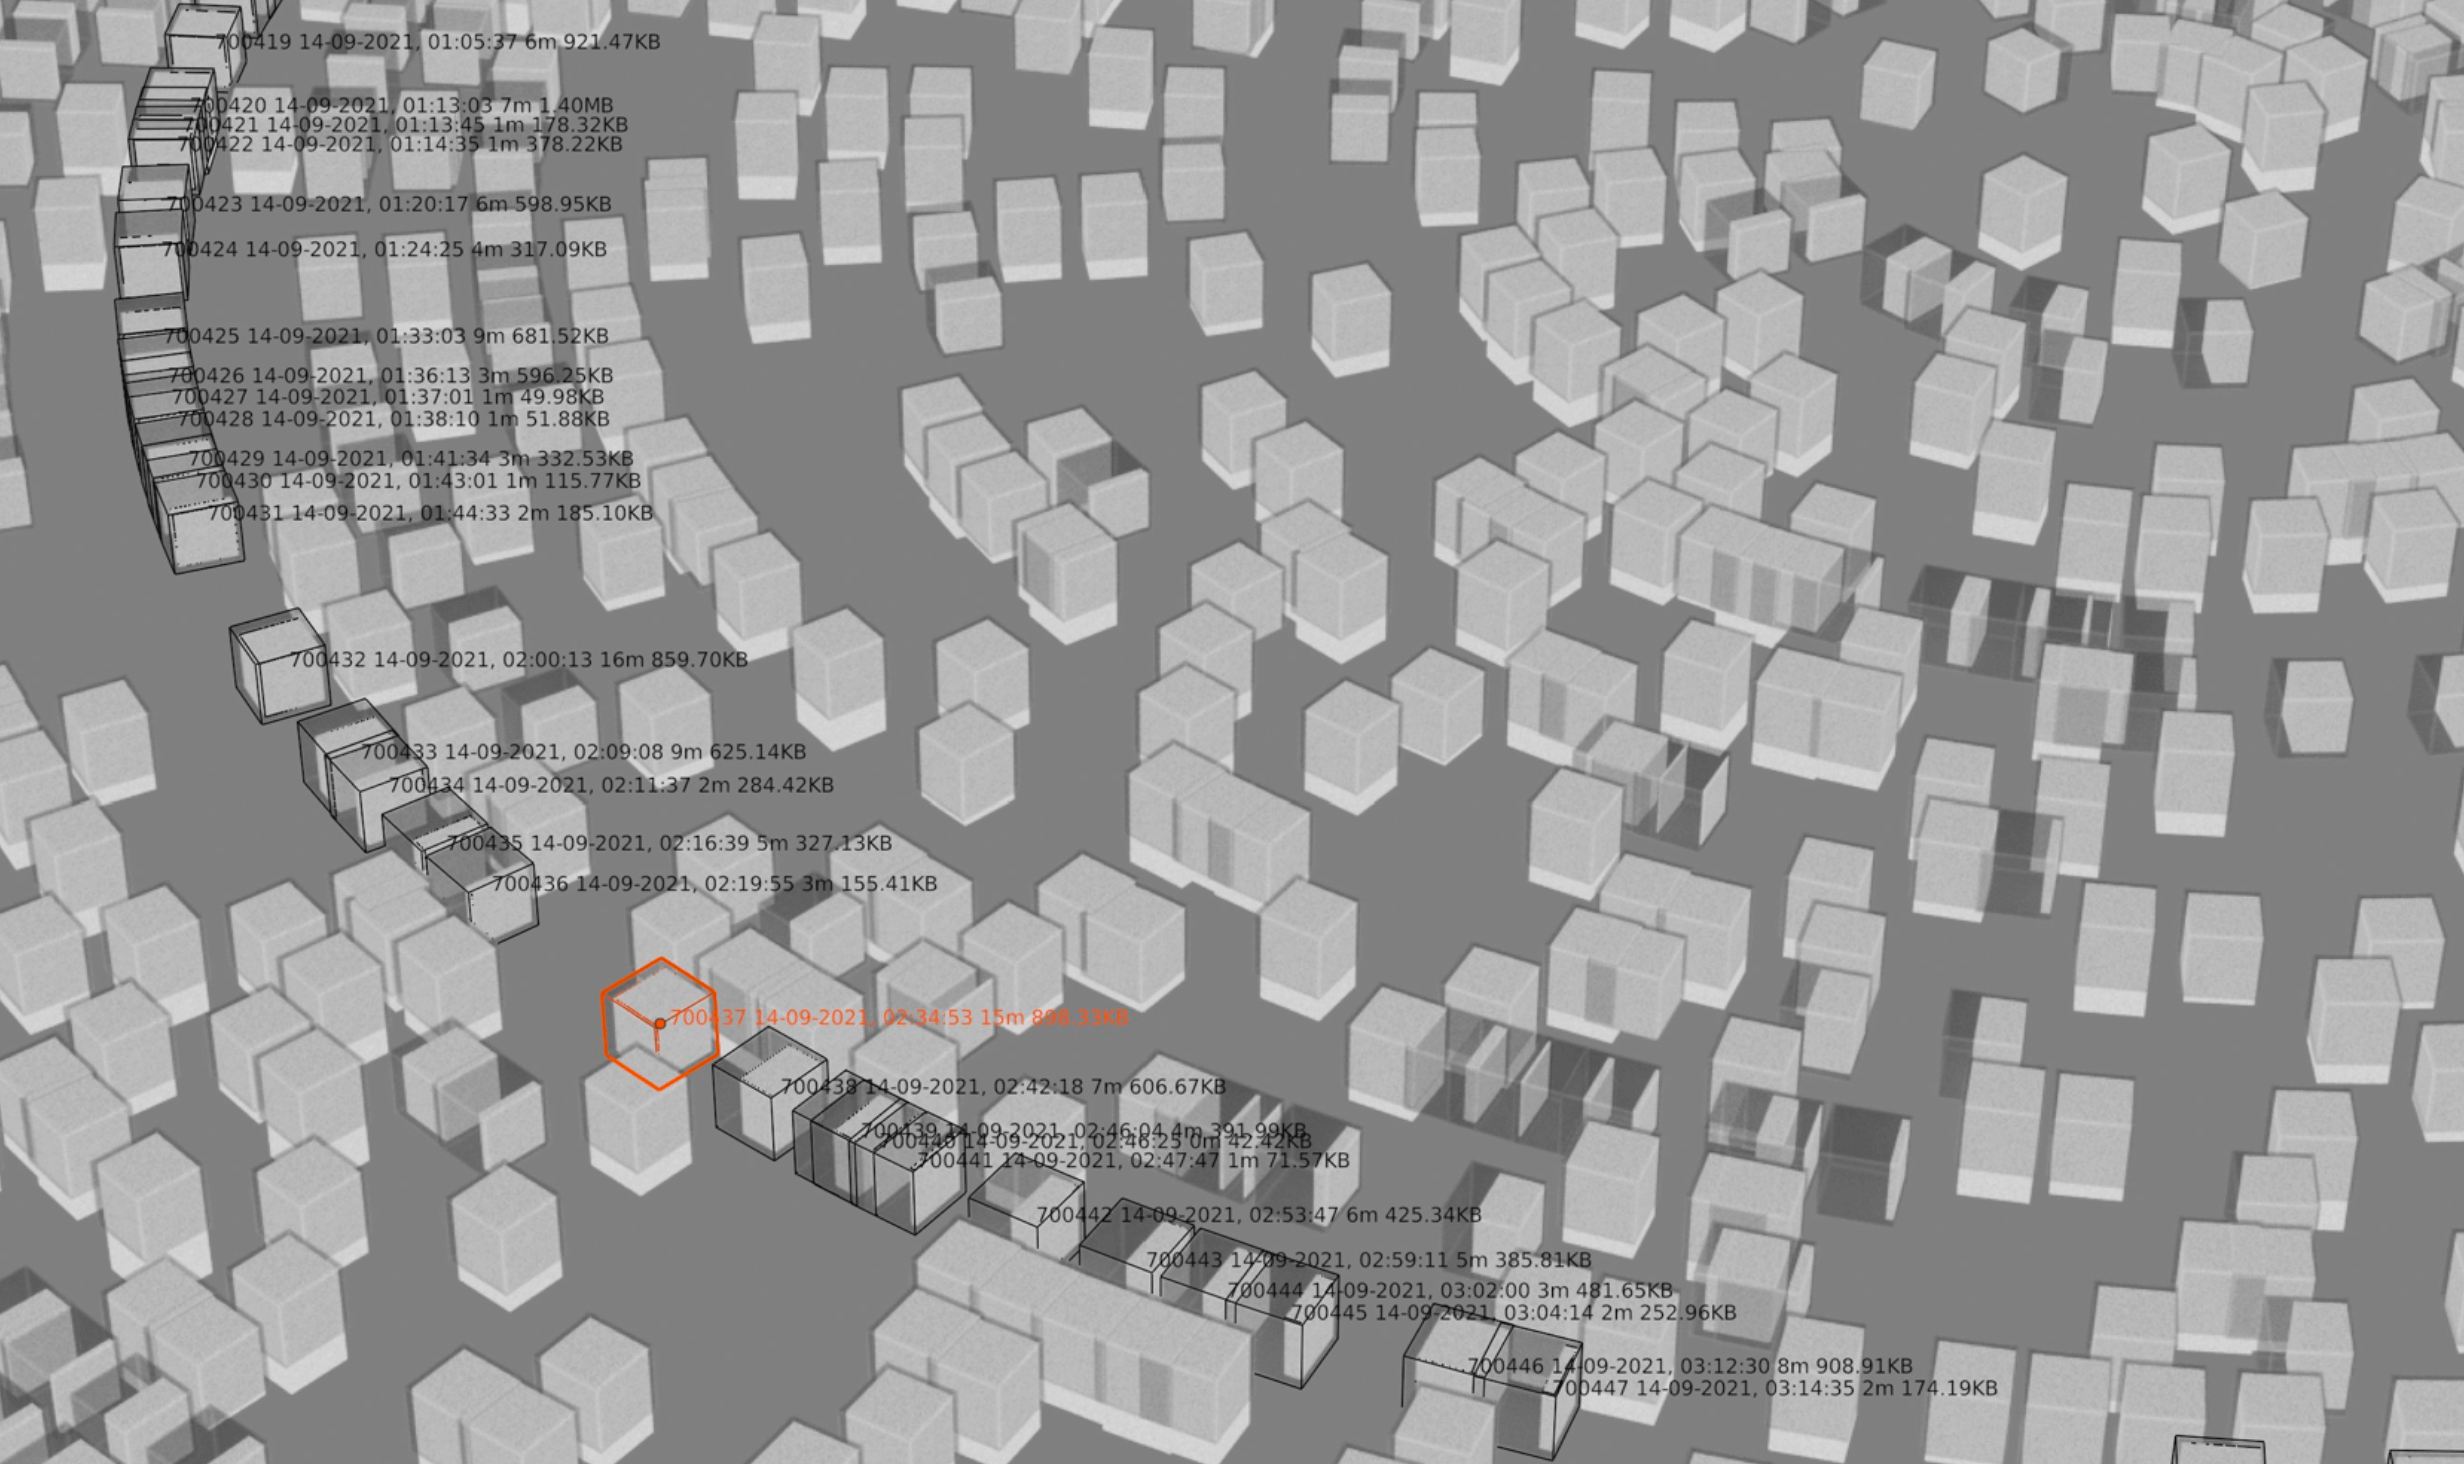 700419 14-09-2021, 01:05:37 6m 921.47KB
700420 14-09-2021, 01:13:03 7m 1.40MB
700421 14-09-2021, 01:13:45 1m 178.32KB
700422 14-09-2021, 01:14:35 1m 378.22KB
700423 14-09-2021, 01:20:17 6m 598.95KB
700424 14-09-2021, 01:24:25 4m 317.09KB
700425 14-09-2021, 01:33:03 9m 681.52KB
700426 14-09-2021, 01:36:13 3m 596.25KB
700427 14-09-2021, 01:37:01 1m 49.98KB
700428 14-09-2021, 01:38:10 1m 51.88KB
700429 14-09-2021, 01:41:34 3m 332.53KB
700430 14-09-2021, 01:43:01 1m 115.77KB
700431 14-09-2021, 01:44:33 2m 185.10KB
700432 14-09-2021, 02:00:13 16m 859.70KB
700433 14-09-2021, 02:09:08 9m 625.14KB
700434 14-09-2021, 02:11:37 2m 284.42KB
700435 14-09-2021, 02:16:39 5m 327.13KB
700436 14-09-2021, 02:19:55 3m 155.41KB
700437 14-09-2021, 02:34:53 15m 898.33KB
700438 14-09-2021, 02:42:18 7m 606.67KB
700439 14-09-2021, 02:46:04 4m 391.99KB
700440 14-09-2021, 02:46:25 0m 42.42KB
700441 14-09-2021, 02:47:47 1m 71.57KB
700442 14-09-2021, 02:53:47 6m 425.34KB
700443 14-09-2021, 02:59:11 5m 385.81KB
700444 14-09-2021, 03:02:00 3m 481.65KB
700445 14-09-2021, 03:04:14 2m 252.96KB
700446 14-09-2021, 03:12:30 8m 908.91KB
700447 14-09-2021, 03:14:35 2m 174.19KB